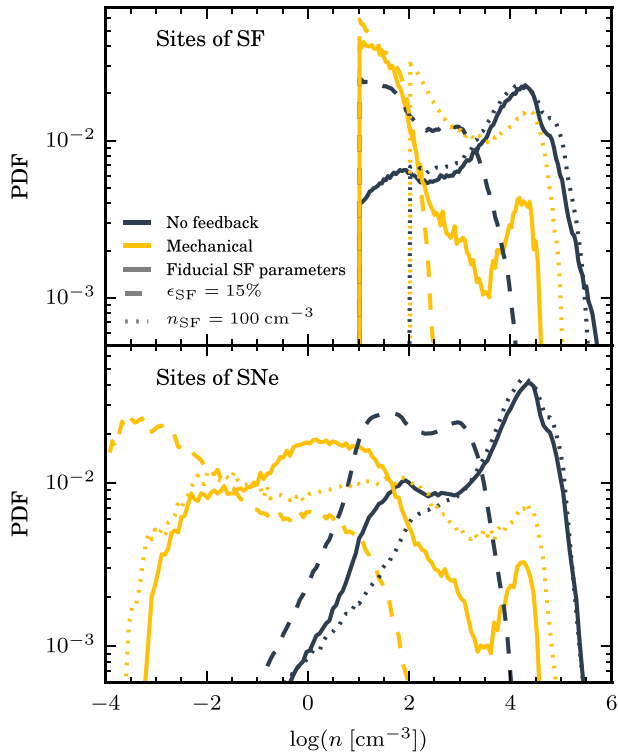 Sites of SF
PDF
10⁻²
10⁻³
No feedback
Mechanical
Fiducial SF parameters
ϵ_SF = 15%
n_SF = 100 cm⁻³
Sites of SNe
PDF
10⁻²
10⁻³
−4 −2 0 2 4 6
log(n [cm⁻³])